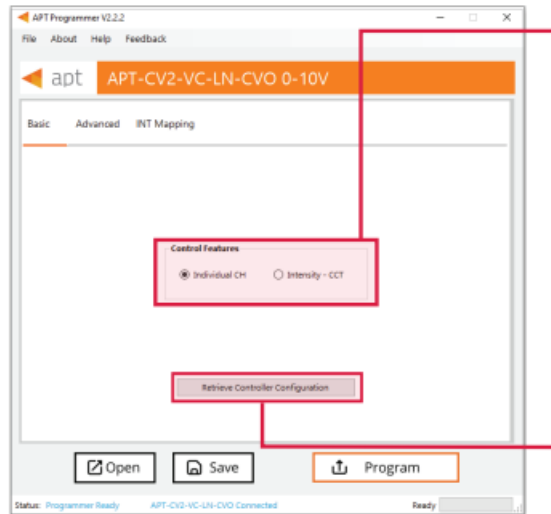 APT Programmer V2.2.2
File About Help Feedback
apt APT-CV2-VC-LN-CVO 0-10V
Basic Advanced INT Mapping
Control Features
Individual CH Intensity - CCT
Retrieve Controller Configuration
Open Save Program
Status: Programmer Ready APT-CV2-VC-LN-CVO Connected Ready